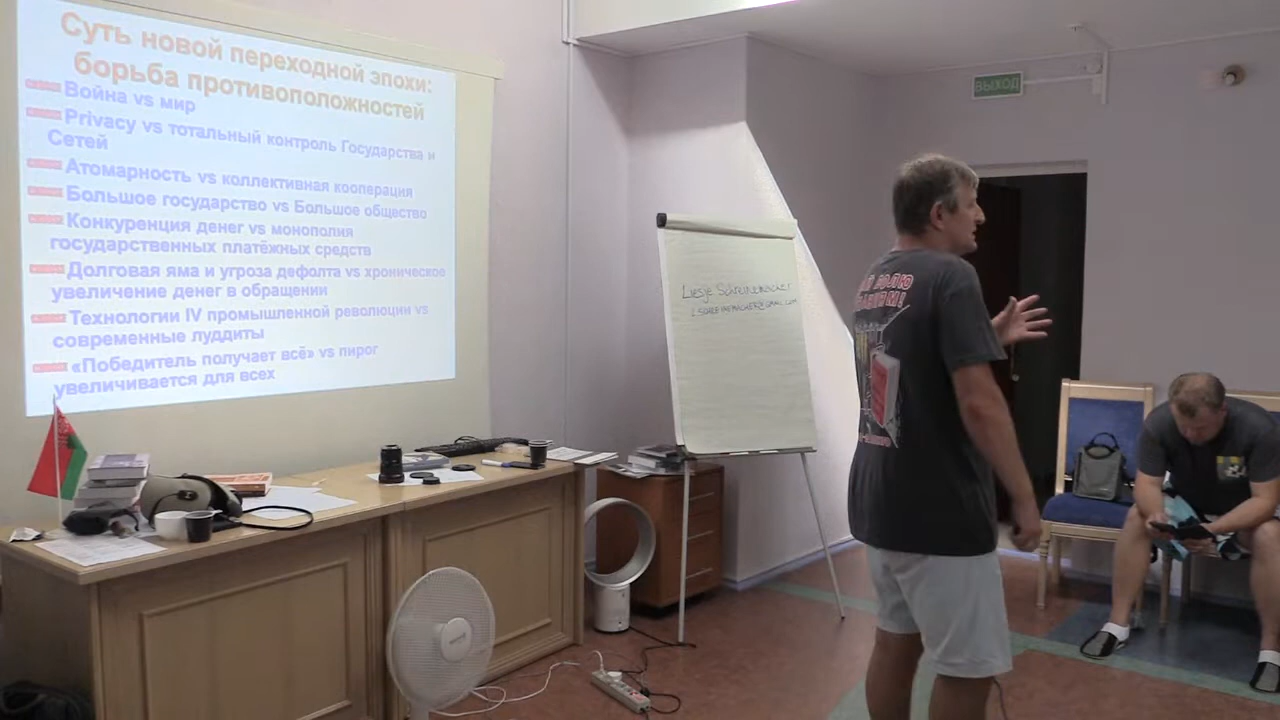 Суть новой переходной эпохи:
борьба противоположностей
Война vs мир
Privacy vs тотальный контроль Государства и
Сетей
Атомарность vs коллективная кооперация
Большое государство vs Большое общество
Конкуренция денег vs монополия
государственных платёжных средств
Долговая яма и угроза дефолта vs хроническое
увеличение денег в обращении
Технологии IV промышленной революции vs
современные луддиты
«Победитель получает всё» vs пирог
увеличивается для всех
Liesje Schreinemacher
ВЫХОД